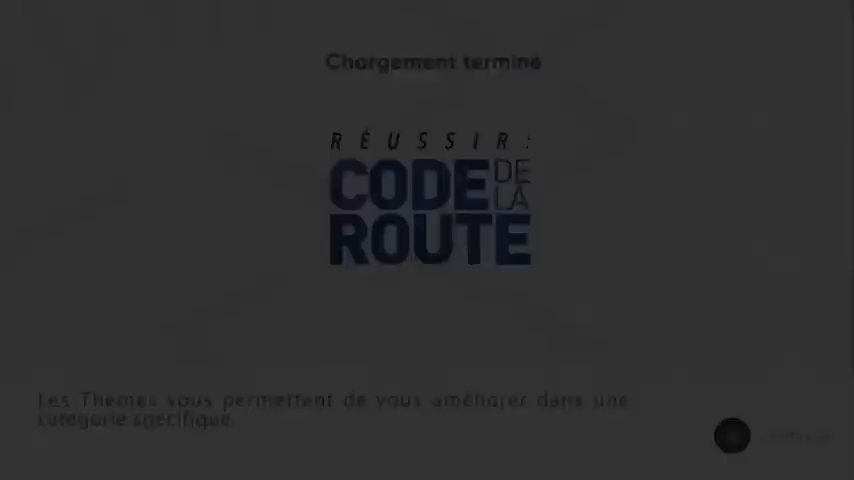 Chargement terminé
RÉUSSIR:
CODE DE LA
ROUTE
Les Thèmes vous permettent de vous améliorer dans une
catégorie spécifique.